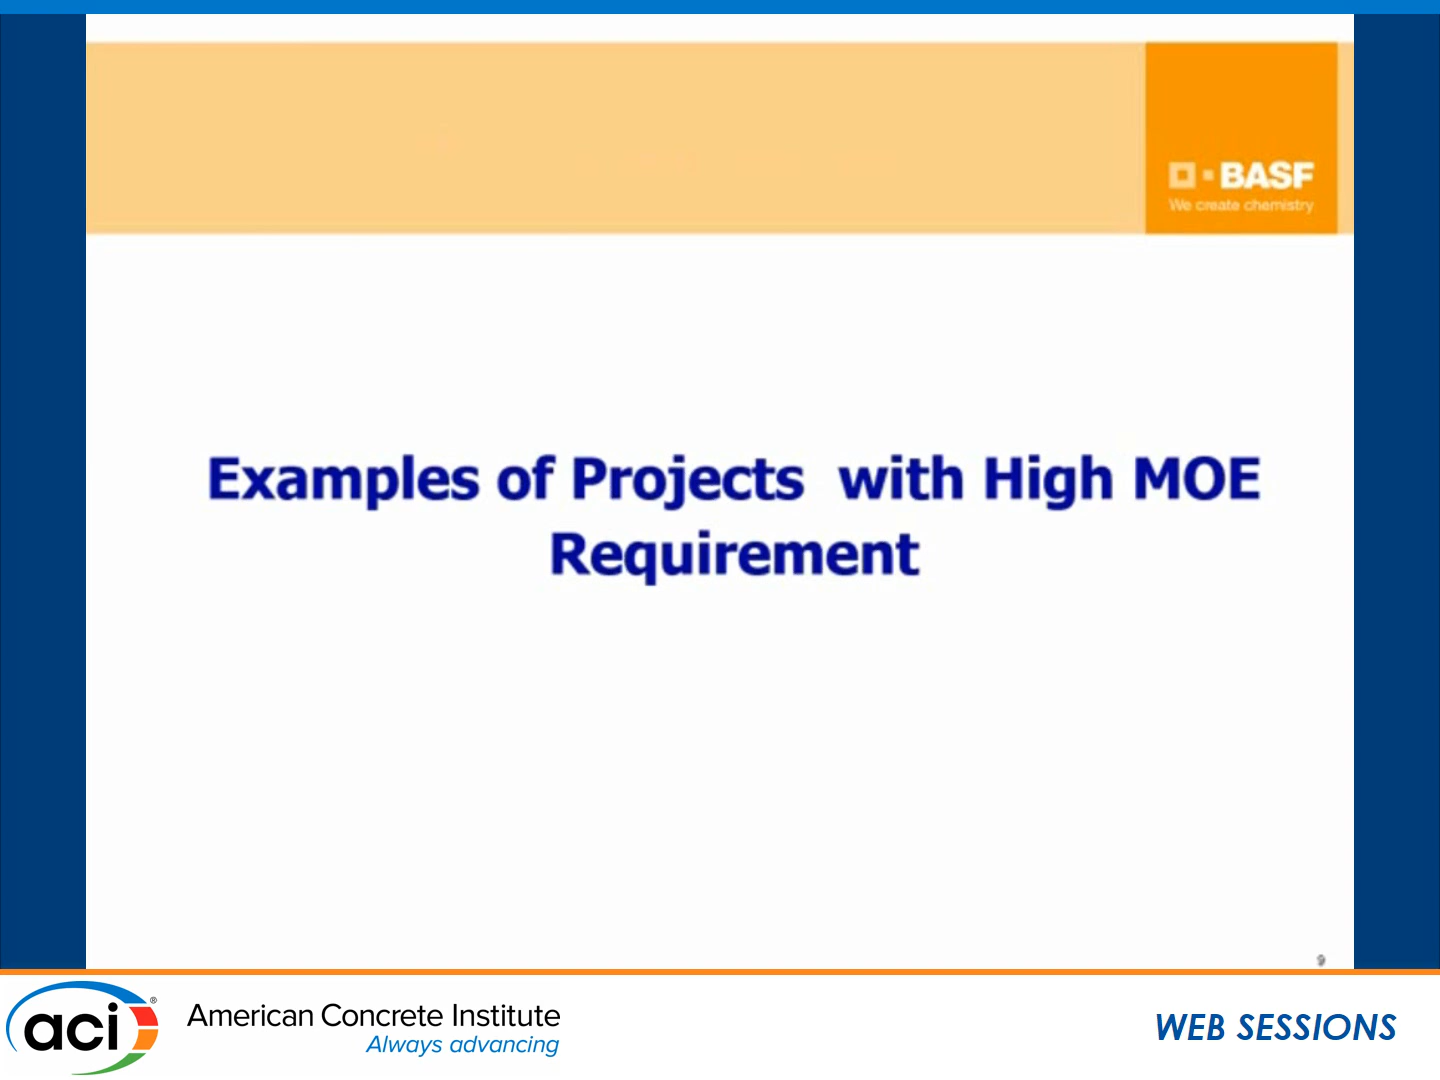 BASF
We create chemistry
Examples of Projects  with High MOE
Requirement
9
aci®
American Concrete Institute
Always advancing
WEB SESSIONS